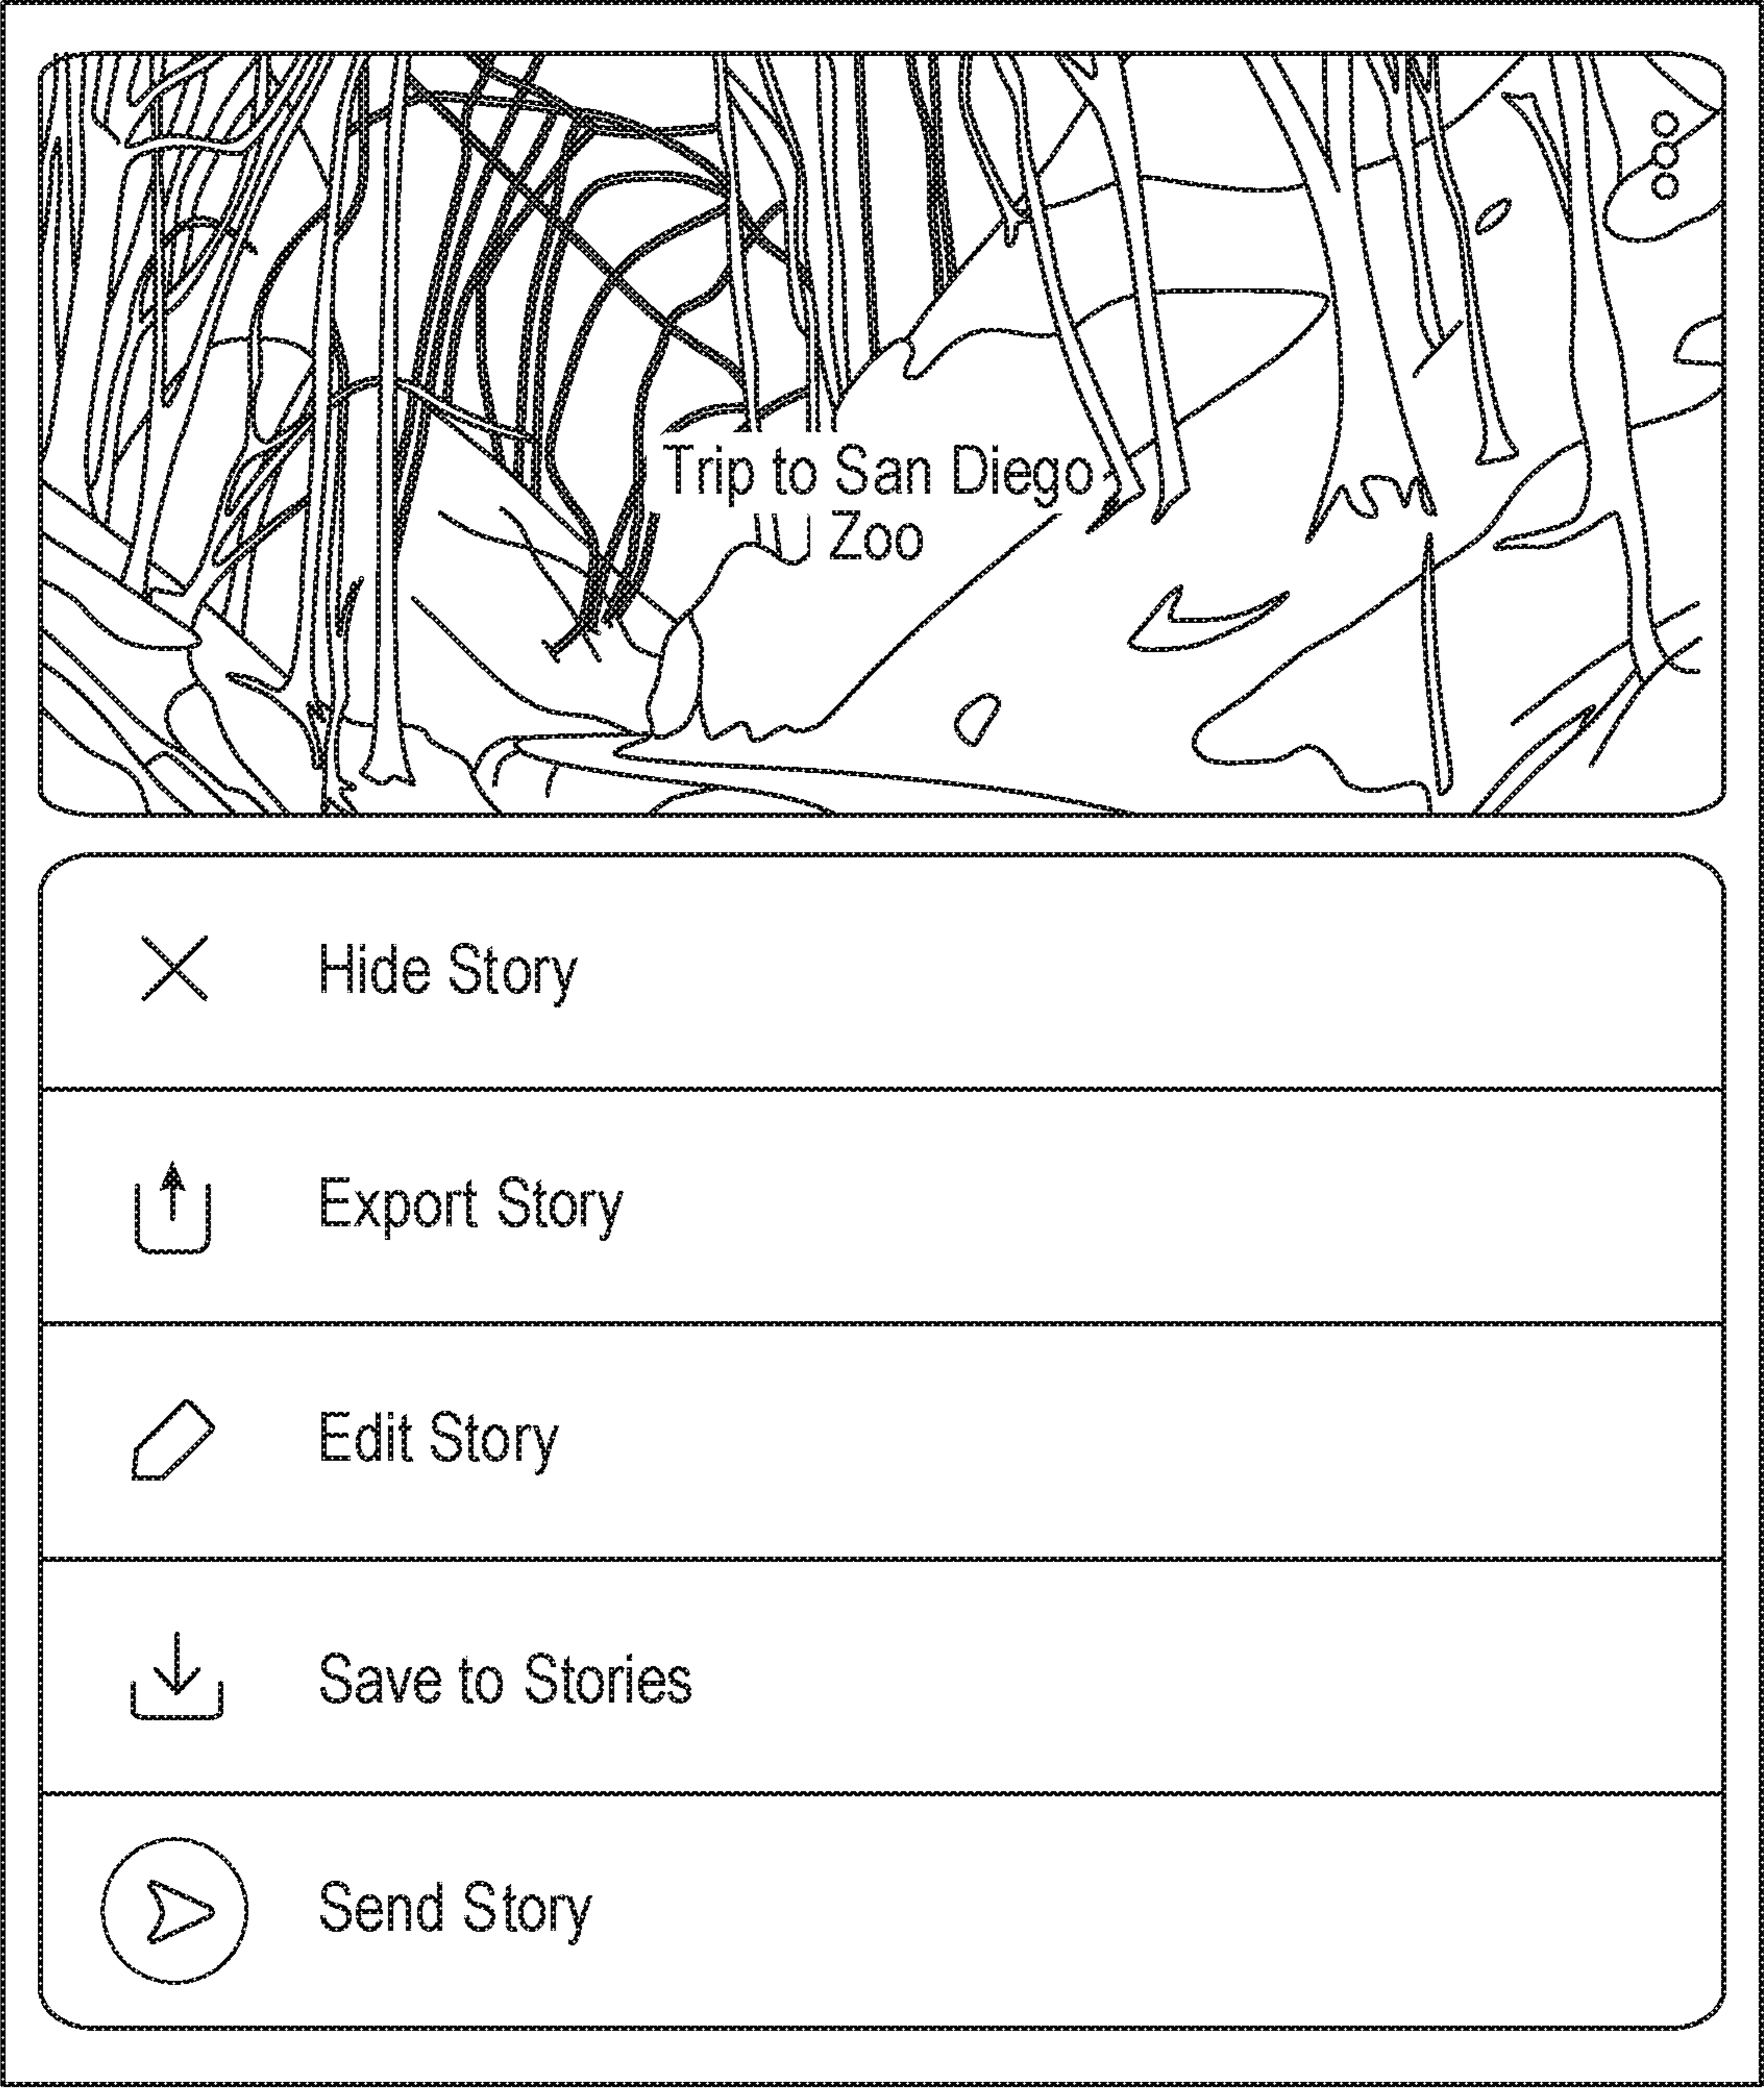 Trip to San Diego
Zoo
Hide Story
Export Story
Edit Story
Save to Stories
Send Story